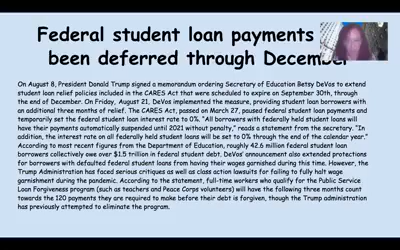 Federal student loan payments
been deferred through December
On August 8, President Donald Trump signed a memorandum ordering Secretary of Education Betsy DeVos to extend
student loan relief policies included in the CARES Act that were scheduled to expire on September 30th, through
the end of December. On Friday, August 21, DeVos implemented the measure, providing student loan borrowers with
an additional three months of relief. The CARES Act, passed on March 27, paused federal student loan payments and
temporarily set the federal student loan interest rate to 0%. "All borrowers with federally held student loans will
have their payments automatically suspended until 2021 without penalty," reads a statement from the secretary. "In
addition, the interest rate on all federally held student loans will be set to 0% through the end of the calendar year."
According to most recent figures from the Department of Education, roughly 42.6 million federal student loan
borrowers collectively owe over $1.5 trillion in federal student debt. DeVos' announcement also extended protections
for borrowers with defaulted federal student loans from having their wages garnished during this time. However, the
Trump Administration has faced serious critiques as well as class action lawsuits for failing to fully halt wage
garnishment during the pandemic. According to the statement, full-time workers who qualify for the Public Service
Loan Forgiveness program (such as teachers and Peace Corps volunteers) will have the following three months count
towards the 120 payments they are required to make before their debt is forgiven, though the Trump administration
has previously attempted to eliminate the program.